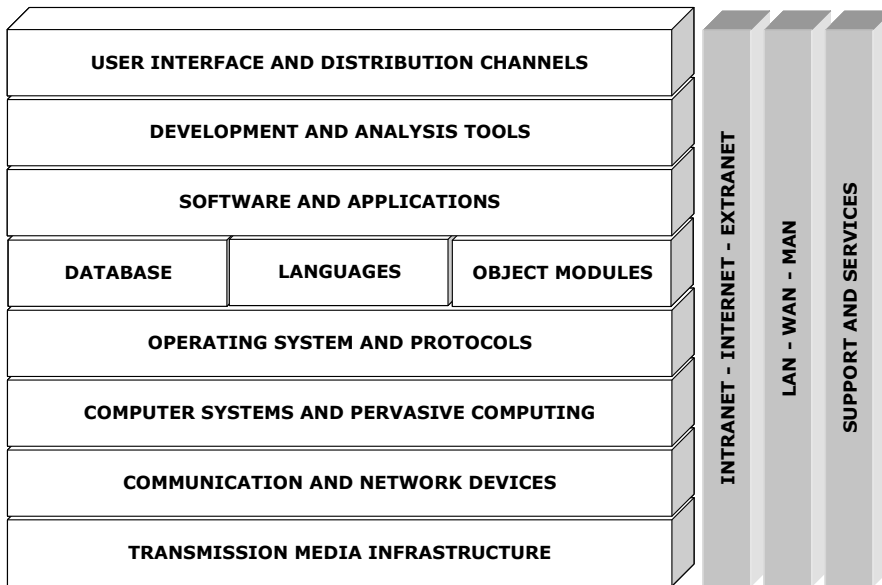 USER INTERFACE AND DISTRIBUTION CHANNELS
DEVELOPMENT AND ANALYSIS TOOLS
SOFTWARE AND APPLICATIONS
DATABASE
LANGUAGES
OBJECT MODULES
OPERATING SYSTEM AND PROTOCOLS
COMPUTER SYSTEMS AND PERVASIVE COMPUTING
COMMUNICATION AND NETWORK DEVICES
TRANSMISSION MEDIA INFRASTRUCTURE
INTRANET - INTERNET - EXTRANET
LAN - WAN - MAN
SUPPORT AND SERVICES